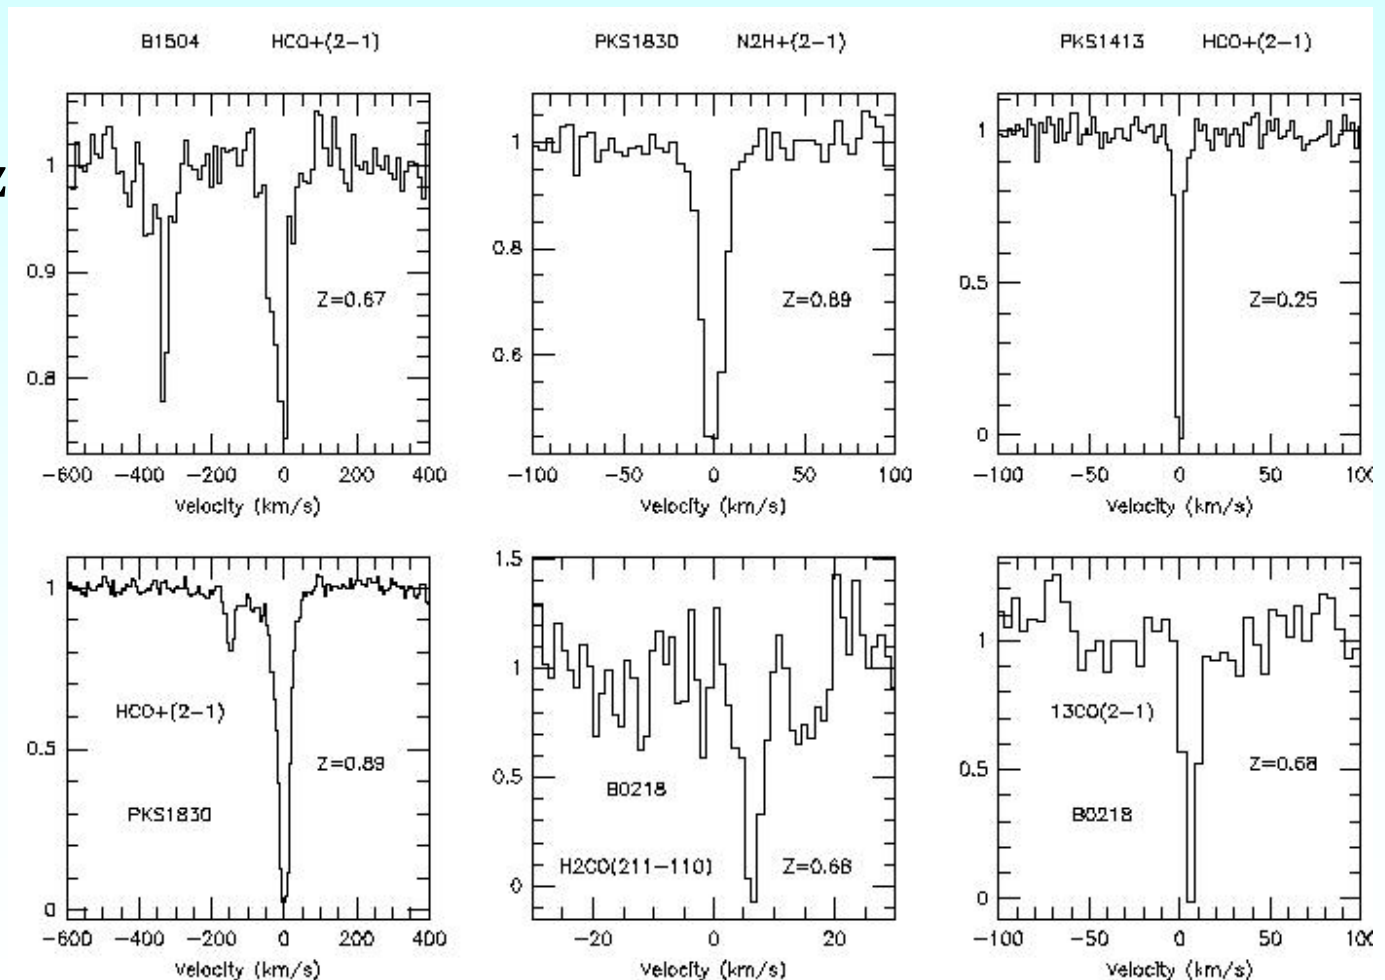 B1504 HCO+(2-1)
PKS1830 N2H+(2-1)
PKS1413 HCO+(2-1)
z
1
0.9
0.8
Z=0.67
-600 -400 -200 0 200 400
Velocity (km/s)
1
0.8
0.6
Z=0.89
-100 -50 0 50 100
Velocity (km/s)
1
0.5
0
Z=0.25
-100 -50 0 50 100
Velocity (km/s)
1
0.5
0
HCO+(2-1)
Z=0.89
PKS1830
-600 -400 -200 0 200 400
Velocity (km/s)
1.5
1
0.5
0
B0218
H2CO(211-110) Z=0.68
-20 0 20
Velocity (km/s)
1
0.5
0
13CO(2-1)
Z=0.68
B0218
-100 -50 0 50 100
Velocity (km/s)